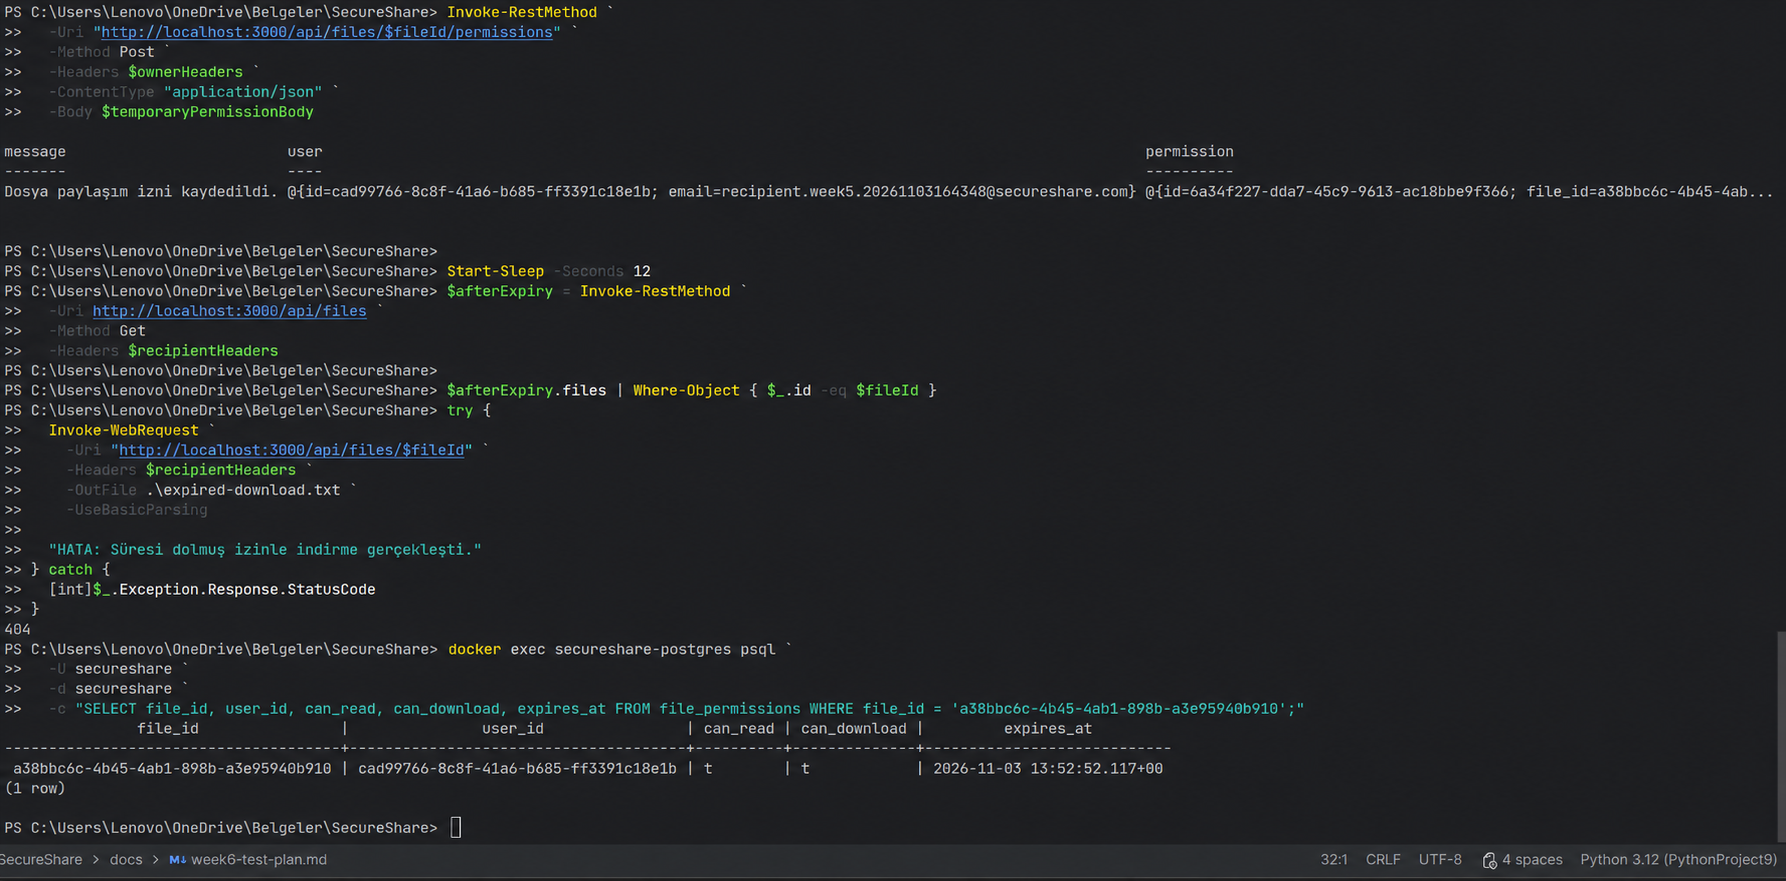 PS C:\Users\Lenovo\OneDrive\Belgeler\SecureShare> Invoke-RestMethod `
>>   -Uri "http://localhost:3000/api/files/$fileId/permissions" `
>>   -Method Post `
>>   -Headers $ownerHeaders `
>>   -ContentType "application/json" `
>>   -Body $temporaryPermissionBody
message user permission
------- ---- ----------
Dosya paylaşım izni kaydedildi. @{id=cad99766-8c8f-41a6-b685-ff3391c18e1b; email=recipient.week5.20261103164348@secureshare.com} @{id=6a34f227-dda7-45c9-9613-ac18bbe9f366; file_id=a38bbc6c-4b45-4ab...
PS C:\Users\Lenovo\OneDrive\Belgeler\SecureShare>
PS C:\Users\Lenovo\OneDrive\Belgeler\SecureShare> Start-Sleep -Seconds 12
PS C:\Users\Lenovo\OneDrive\Belgeler\SecureShare> $afterExpiry = Invoke-RestMethod `
>>   -Uri http://localhost:3000/api/files `
>>   -Method Get `
>>   -Headers $recipientHeaders
PS C:\Users\Lenovo\OneDrive\Belgeler\SecureShare>
PS C:\Users\Lenovo\OneDrive\Belgeler\SecureShare> $afterExpiry.files | Where-Object { $_.id -eq $fileId }
PS C:\Users\Lenovo\OneDrive\Belgeler\SecureShare> try {
>>   Invoke-WebRequest `
>>     -Uri "http://localhost:3000/api/files/$fileId" `
>>     -Headers $recipientHeaders `
>>     -OutFile .\expired-download.txt `
>>     -UseBasicParsing
>>
>>   "HATA: Süresi dolmuş izinle indirme gerçekleşti."
>> } catch {
>>   [int]$_.Exception.Response.StatusCode
>> }
404
PS C:\Users\Lenovo\OneDrive\Belgeler\SecureShare> docker exec secureshare-postgres psql `
>>   -U secureshare `
>>   -d secureshare `
>>   -c "SELECT file_id, user_id, can_read, can_download, expires_at FROM file_permissions WHERE file_id = 'a38bbc6c-4b45-4ab1-898b-a3e95940b910';"
file_id | user_id | can_read | can_download | expires_at
--------------------------------------+--------------------------------------+----------+--------------+----------------------------
a38bbc6c-4b45-4ab1-898b-a3e95940b910 | cad99766-8c8f-41a6-b685-ff3391c18e1b | t | t | 2026-11-03 13:52:52.117+00
(1 row)
PS C:\Users\Lenovo\OneDrive\Belgeler\SecureShare>
SecureShare > docs > M↓ week6-test-plan.md 32:1 CRLF UTF-8 4 spaces Python 3.12 (PythonProject9)